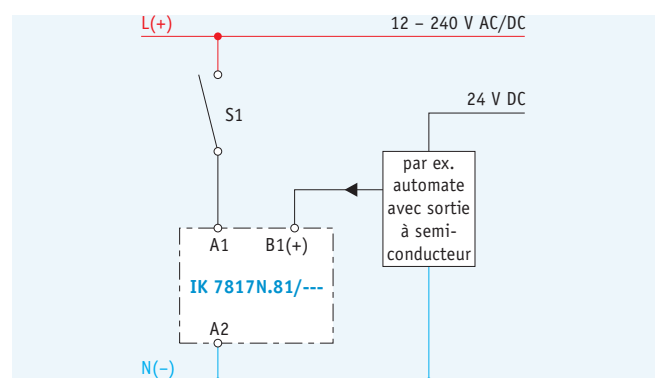 L(+)
12 – 240 V AC/DC
24 V DC
S1
par ex.
automate
avec sortie
à semi-
conducteur
A1
B1(+)
IK 7817N.81/---
A2
N(–)